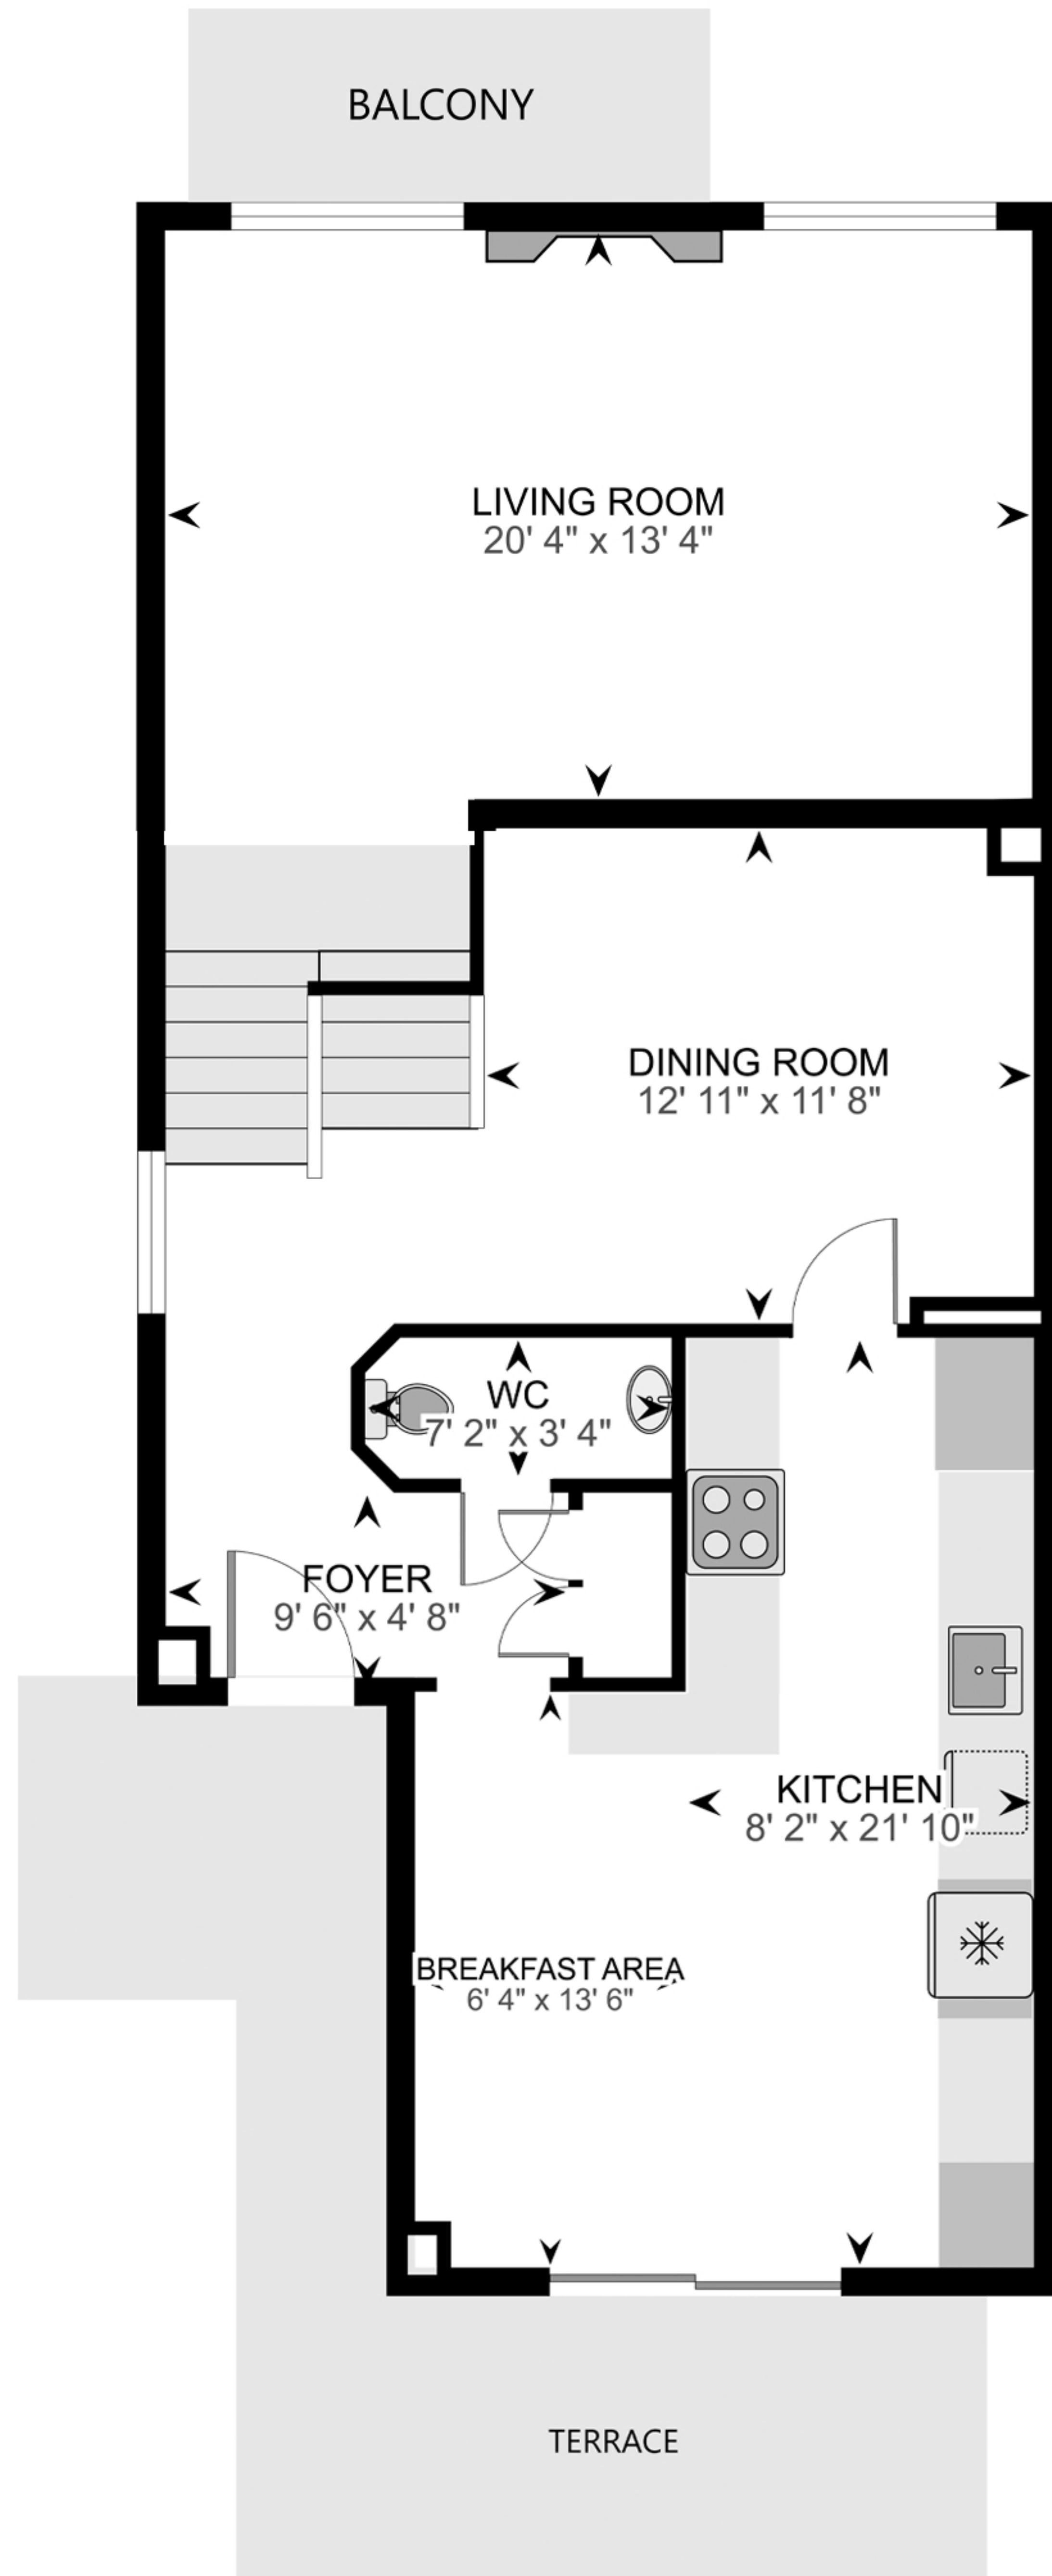 BALCONY
LIVING ROOM
20' 4" x 13' 4"
DINING ROOM
12' 11" x 11' 8"
WC
7' 2" x 3' 4"
FOYER
9' 6" x 4' 8"
KITCHEN
8' 2" x 21' 10"
BREAKFAST AREA
6' 4" x 13' 6"
TERRACE